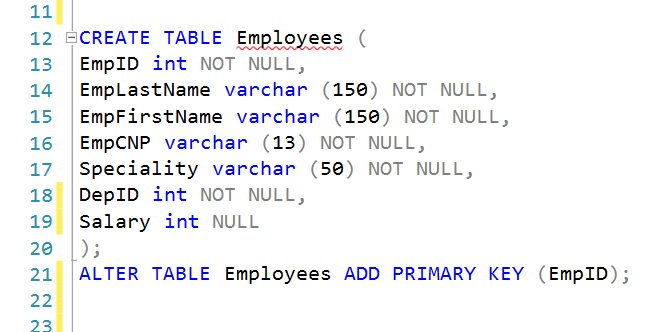 11
12 CREATE TABLE Employees (
13 EmpID int NOT NULL,
14 EmpLastName varchar (150) NOT NULL,
15 EmpFirstName varchar (150) NOT NULL,
16 EmpCNP varchar (13) NOT NULL,
17 Speciality varchar (50) NOT NULL,
18 DepID int NOT NULL,
19 Salary int NULL
20 );
21 ALTER TABLE Employees ADD PRIMARY KEY (EmpID);
22
23